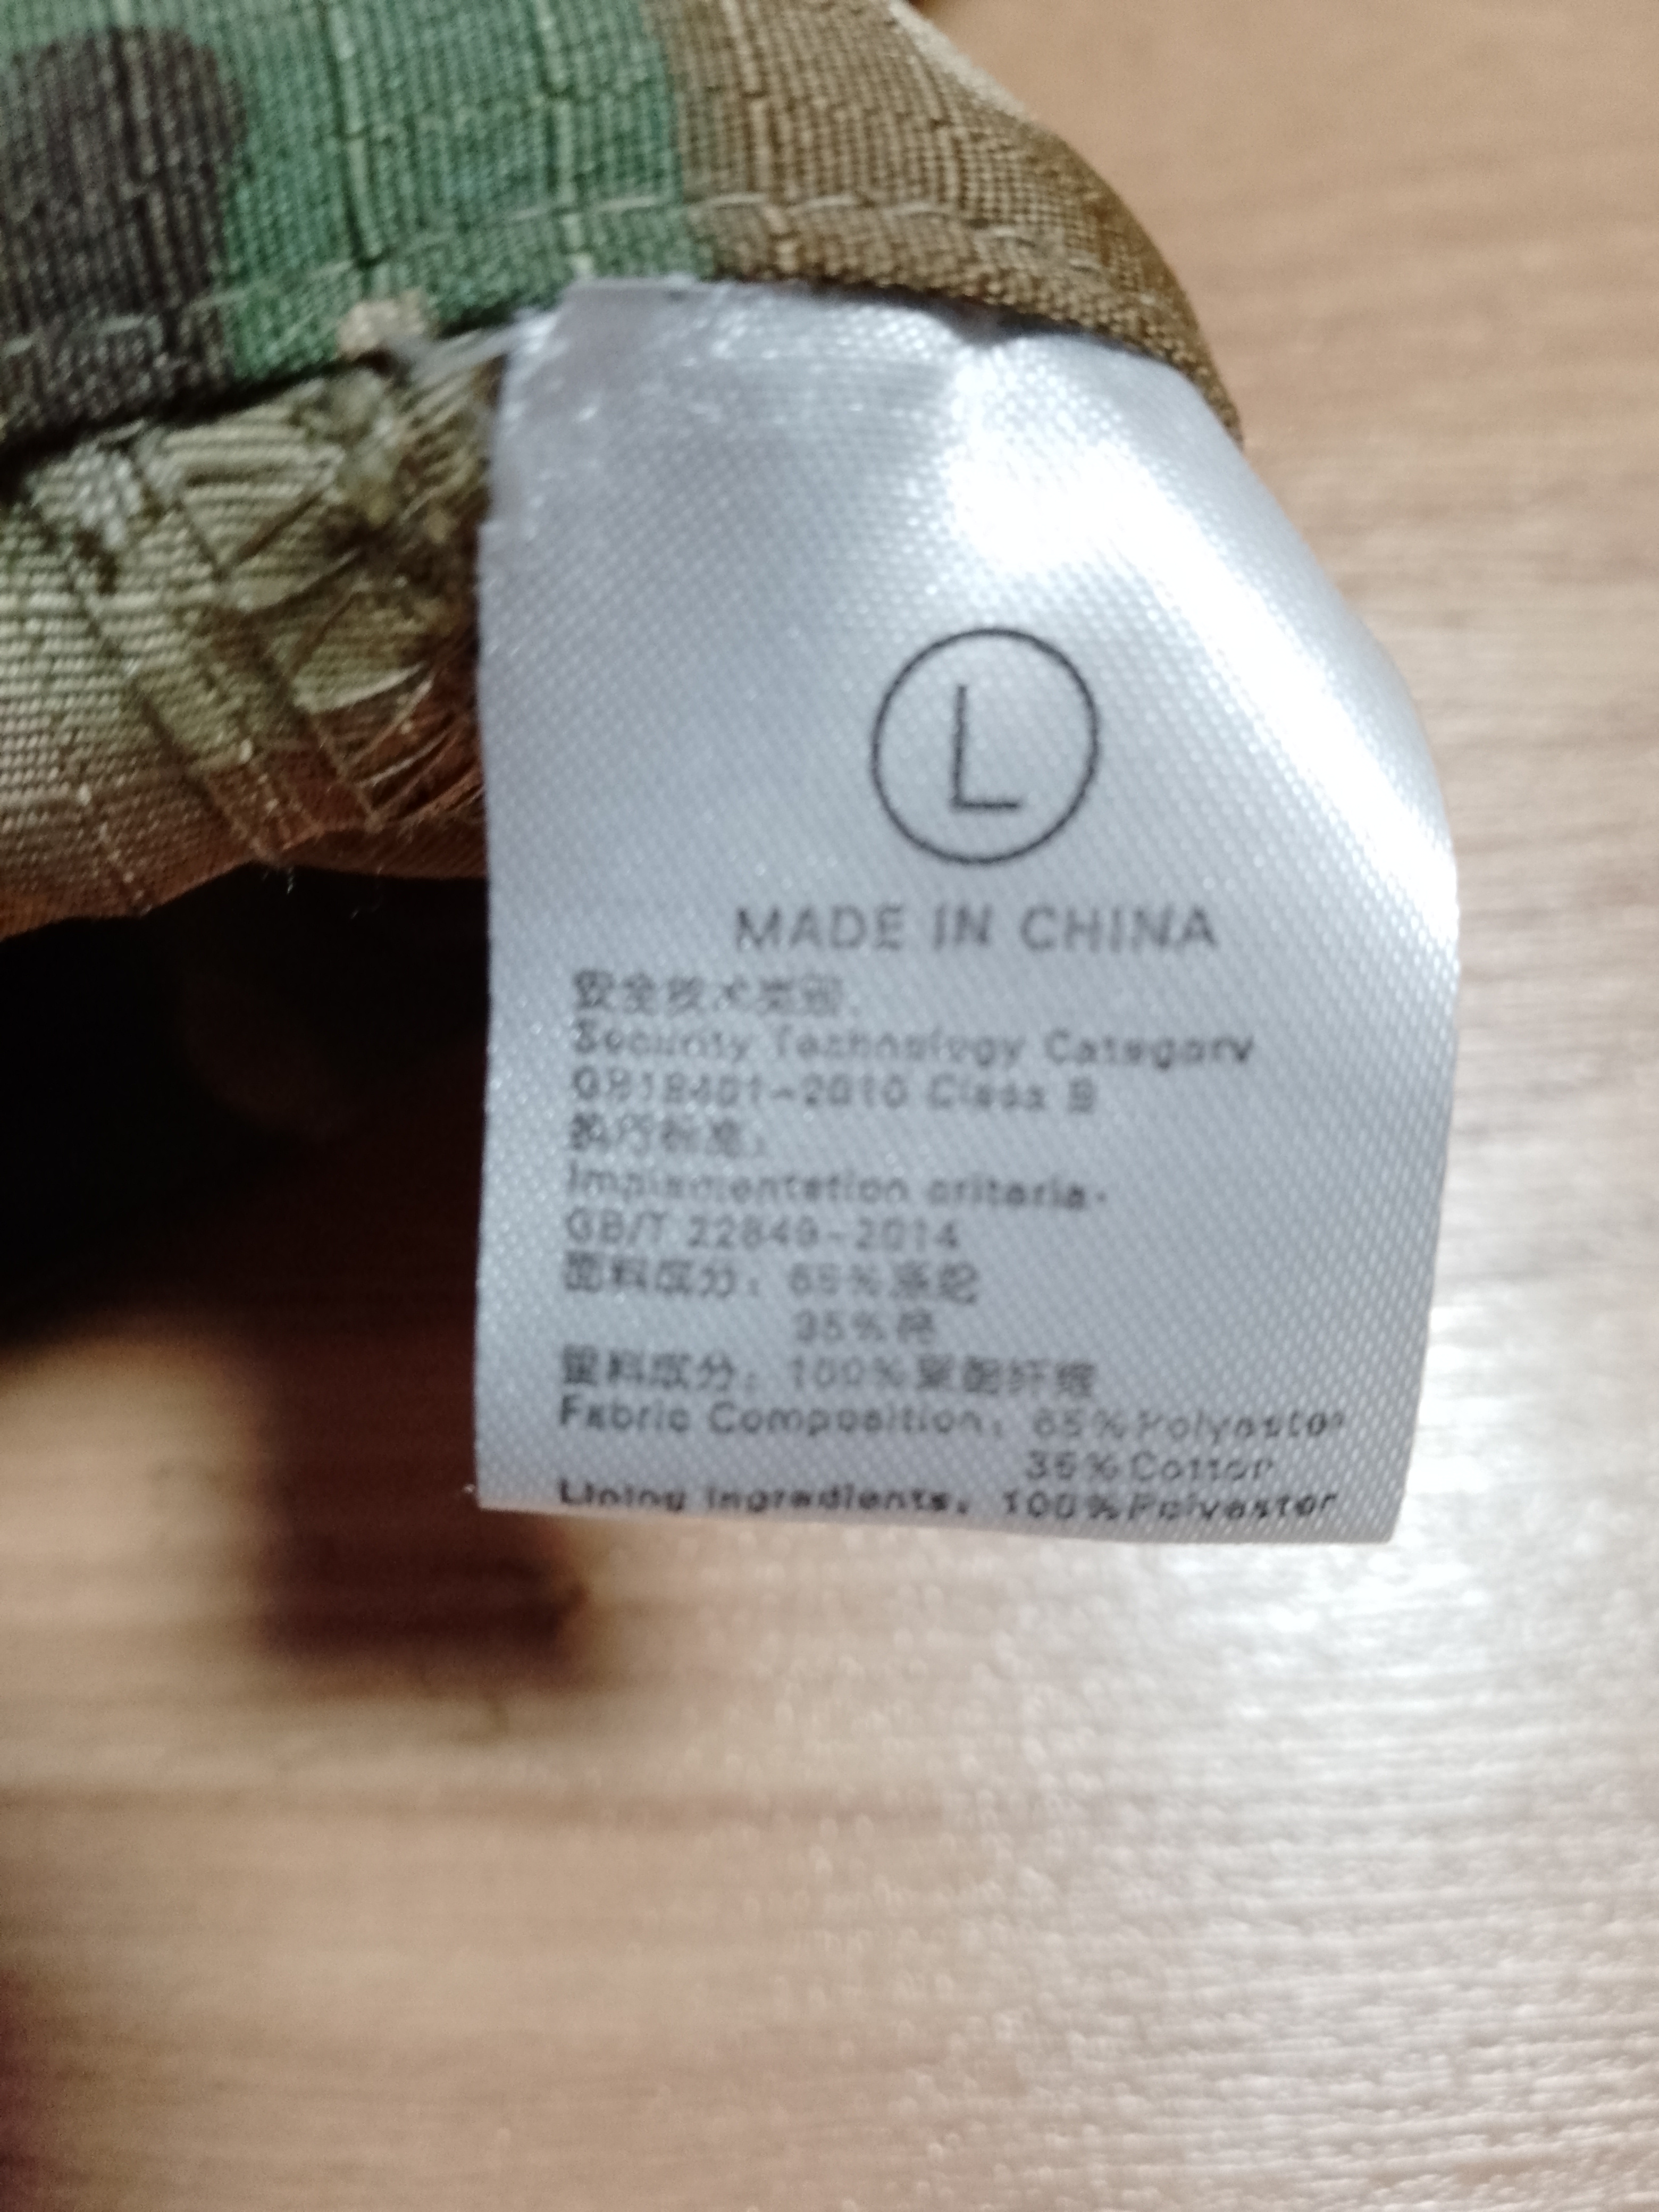 L
MADE IN CHINA
安全技术类别:
Security Technology Category
GB18401-2010 Class B
执行标准:
Implementation criteria:
GB/T 22849-2014
面料成分: 65%涤纶
35%棉
里料成分: 100%聚酯纤维
Fabric Composition: 65%Polyester
35%Cotton
Lining ingredients: 100%Polyester